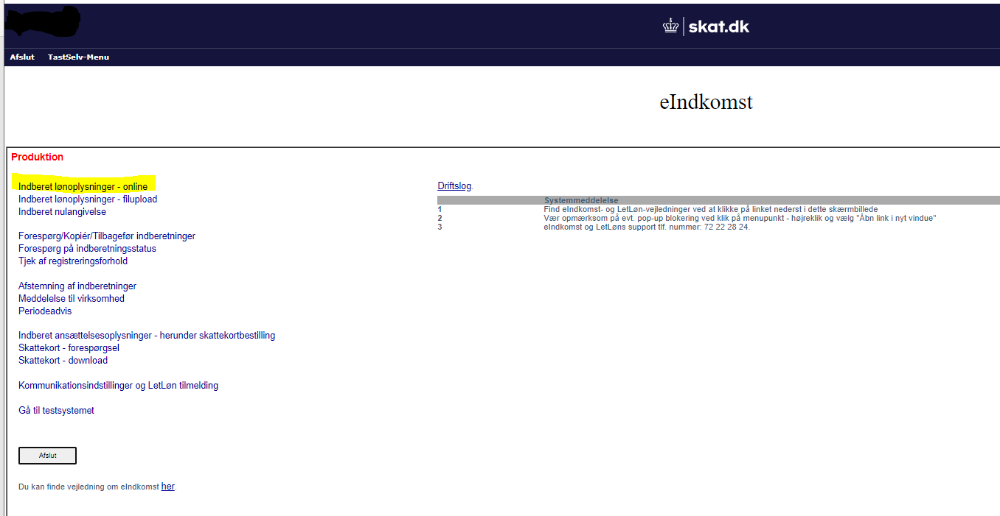 skat.dk
Afslut TastSelv-Menu
eIndkomst
Produktion
Indberet lønoplysninger - online
Indberet lønoplysninger - filupload
Indberet nulangivelse
Forespørg/Kopiér/Tilbagefør indberetninger
Forespørg på indberetningsstatus
Tjek af registreringsforhold
Afstemning af indberetninger
Meddelelse til virksomhed
Periodeadvis
Indberet ansættelsesoplysninger - herunder skattekortbestilling
Skattekort - forespørgsel
Skattekort - download
Kommunikationsindstillinger og LetLøn tilmelding
Gå til testsystemet
Afslut
Du kan finde vejledning om eIndkomst her.
Driftslog.
Systemmeddelelse
1 Find eIndkomst- og LetLøn-vejledninger ved at klikke på linket nederst i dette skærmbillede
2 Vær opmærksom på evt. pop-up blokering ved klik på menupunkt - højreklik og vælg "Åbn link i nyt vindue"
3 eIndkomst og LetLøns support tlf. nummer: 72 22 28 24.